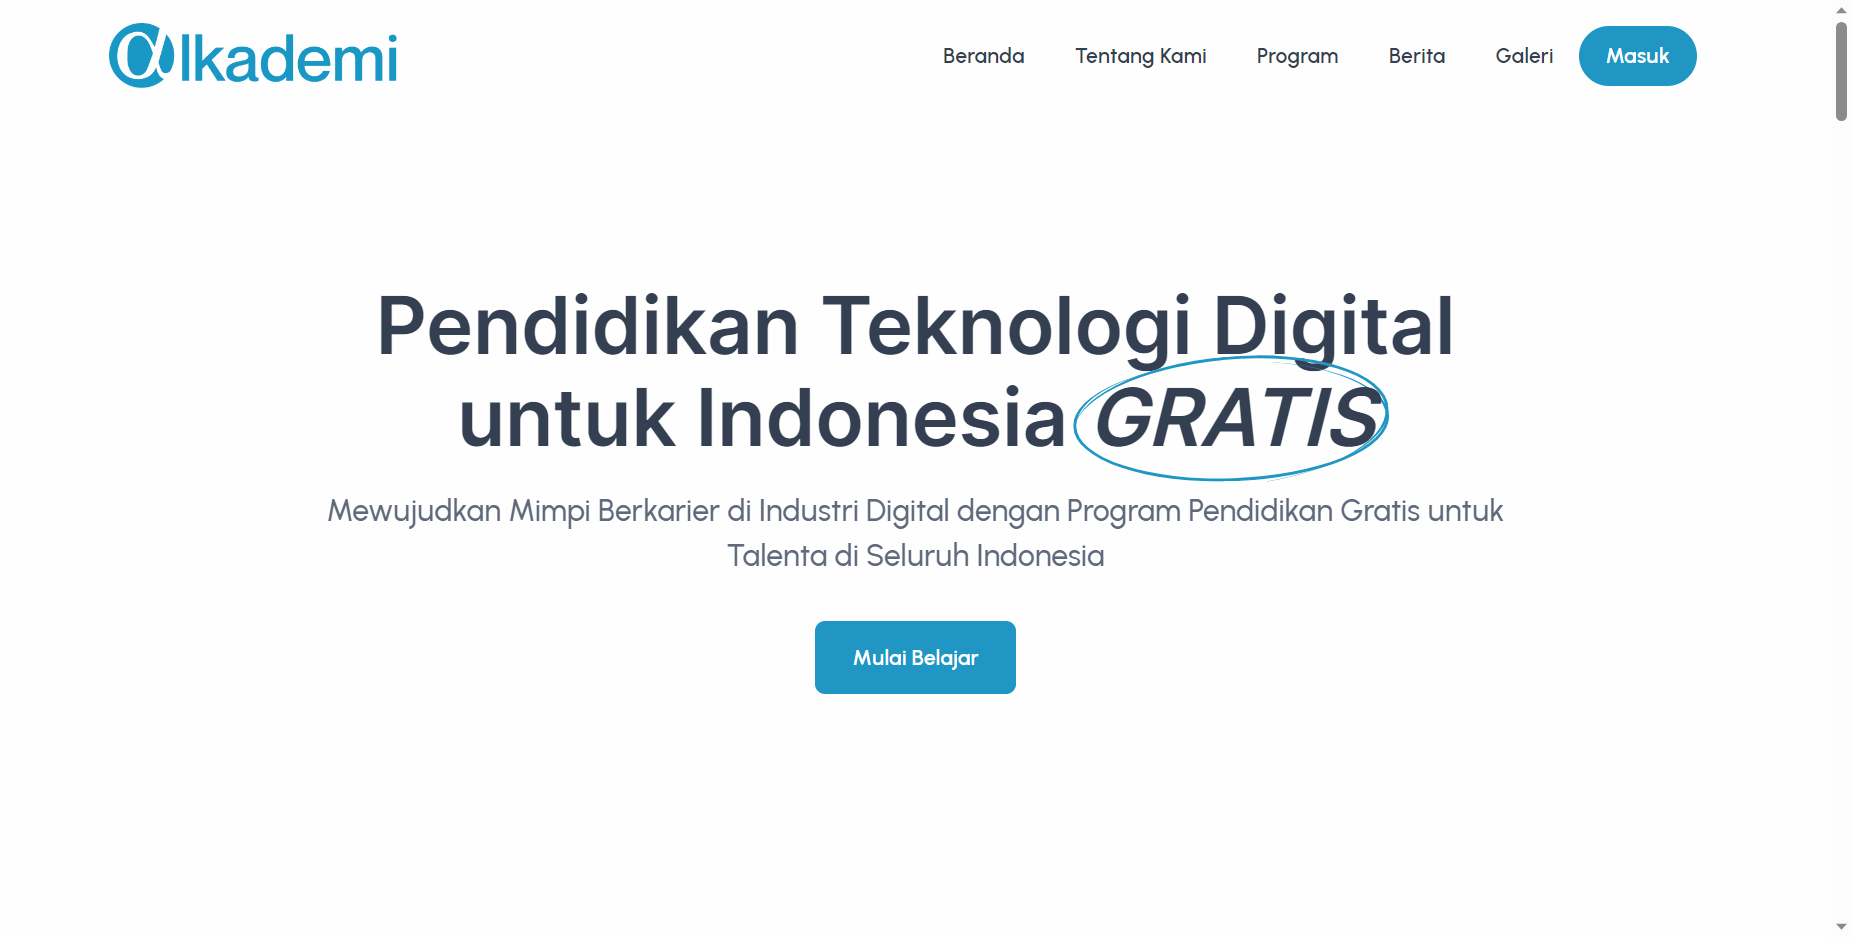 αlkademi
Beranda Tentang Kami Program Berita Galeri Masuk
Pendidikan Teknologi Digital
untuk Indonesia GRATIS
Mewujudkan Mimpi Berkarier di Industri Digital dengan Program Pendidikan Gratis untuk
Talenta di Seluruh Indonesia
Mulai Belajar